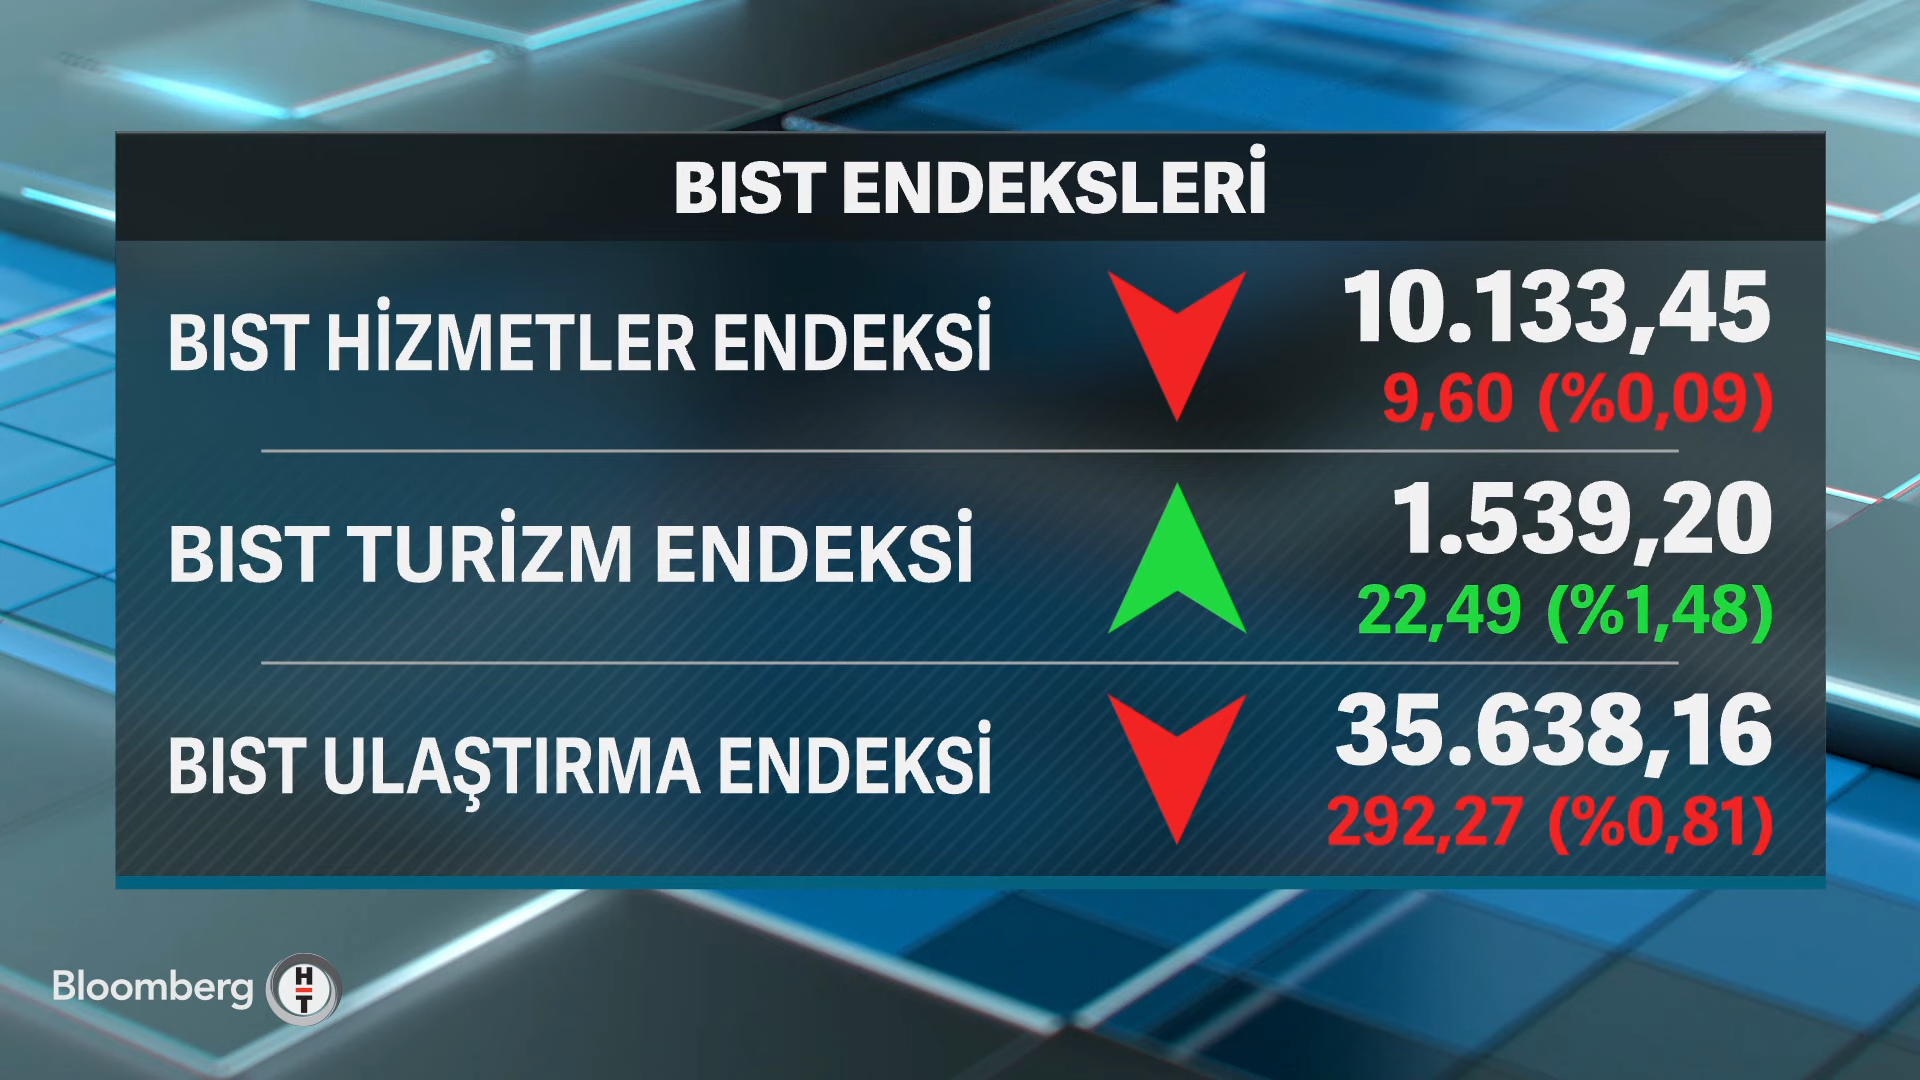 BIST ENDEKSLERİ
BIST HİZMETLER ENDEKSİ
10.133,45
9,60 (%0,09)
BIST TURİZM ENDEKSİ
1.539,20
22,49 (%1,48)
BIST ULAŞTIRMA ENDEKSİ
35.638,16
292,27 (%0,81)
Bloomberg HT